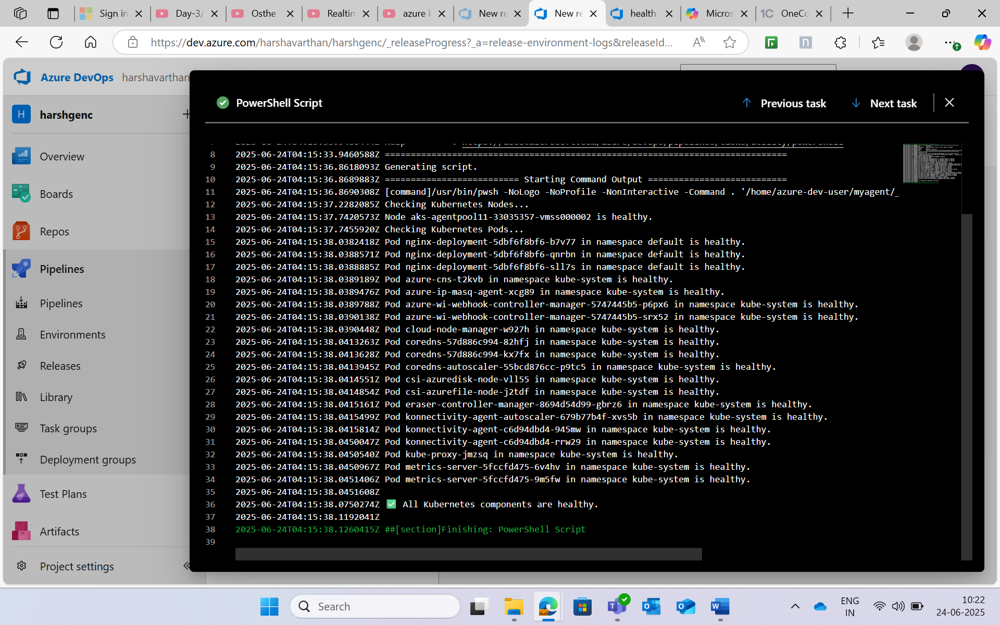 Sign in
Day-3/
Osthe
Realtim
azure k
New re
New re
health-
Micros
OneCo
https://dev.azure.com/harshavarthan/harshgenc/_releaseProgress?_a=release-environment-logs&releaseId...
Azure DevOps harshavarthan
H harshgenc
Overview
Boards
Repos
Pipelines
Pipelines
Environments
Releases
Library
Task groups
Deployment groups
Test Plans
Artifacts
Project settings
PowerShell Script
Previous task
Next task
8 2025-06-24T04:15:33.9460588Z ==============================================================================
9 2025-06-24T04:15:36.8618093Z Generating script.
10 2025-06-24T04:15:36.8689883Z ========================== Starting Command Output ===========================
11 2025-06-24T04:15:36.8690308Z [command]/usr/bin/pwsh -NoLogo -NoProfile -NonInteractive -Command . '/home/azure-dev-user/myagent/_
12 2025-06-24T04:15:37.2282085Z Checking Kubernetes Nodes...
13 2025-06-24T04:15:37.7420573Z Node aks-agentpool11-33035357-vmss000002 is healthy.
14 2025-06-24T04:15:37.7455920Z Checking Kubernetes Pods...
15 2025-06-24T04:15:38.0382418Z Pod nginx-deployment-5dbf6f8bf6-b7v77 in namespace default is healthy.
16 2025-06-24T04:15:38.0388571Z Pod nginx-deployment-5dbf6f8bf6-qnrbn in namespace default is healthy.
17 2025-06-24T04:15:38.0388885Z Pod nginx-deployment-5dbf6f8bf6-sll7s in namespace default is healthy.
18 2025-06-24T04:15:38.0389189Z Pod azure-cns-t2kvb in namespace kube-system is healthy.
19 2025-06-24T04:15:38.0389476Z Pod azure-ip-masq-agent-xcg89 in namespace kube-system is healthy.
20 2025-06-24T04:15:38.0389788Z Pod azure-wi-webhook-controller-manager-5747445b5-p6px6 in namespace kube-system is healthy.
21 2025-06-24T04:15:38.0390138Z Pod azure-wi-webhook-controller-manager-5747445b5-srx52 in namespace kube-system is healthy.
22 2025-06-24T04:15:38.0390448Z Pod cloud-node-manager-w927h in namespace kube-system is healthy.
23 2025-06-24T04:15:38.0413263Z Pod coredns-57d886c994-82hfj in namespace kube-system is healthy.
24 2025-06-24T04:15:38.0413628Z Pod coredns-57d886c994-kx7fx in namespace kube-system is healthy.
25 2025-06-24T04:15:38.0413945Z Pod coredns-autoscaler-55bcd876cc-p9tc5 in namespace kube-system is healthy.
26 2025-06-24T04:15:38.0414551Z Pod csi-azuredisk-node-vll55 in namespace kube-system is healthy.
27 2025-06-24T04:15:38.0414854Z Pod csi-azurefile-node-j2tdf in namespace kube-system is healthy.
28 2025-06-24T04:15:38.0415161Z Pod eraser-controller-manager-8694d54d99-gbrz6 in namespace kube-system is healthy.
29 2025-06-24T04:15:38.0415499Z Pod konnectivity-agent-autoscaler-679b77b4f-xvs5b in namespace kube-system is healthy.
30 2025-06-24T04:15:38.0415814Z Pod konnectivity-agent-c6d94dbd4-945mw in namespace kube-system is healthy.
31 2025-06-24T04:15:38.0450047Z Pod konnectivity-agent-c6d94dbd4-rrw29 in namespace kube-system is healthy.
32 2025-06-24T04:15:38.0450540Z Pod kube-proxy-jmzsq in namespace kube-system is healthy.
33 2025-06-24T04:15:38.0450967Z Pod metrics-server-5fccfd475-6v4hv in namespace kube-system is healthy.
34 2025-06-24T04:15:38.0451406Z Pod metrics-server-5fccfd475-9m5fw in namespace kube-system is healthy.
35 2025-06-24T04:15:38.0451608Z
36 2025-06-24T04:15:38.0750274Z ✅ All Kubernetes components are healthy.
37 2025-06-24T04:15:38.1192041Z
38 2025-06-24T04:15:38.1260415Z ##[section]Finishing: PowerShell Script
39
Search
ENG
IN
10:22
24-06-2025